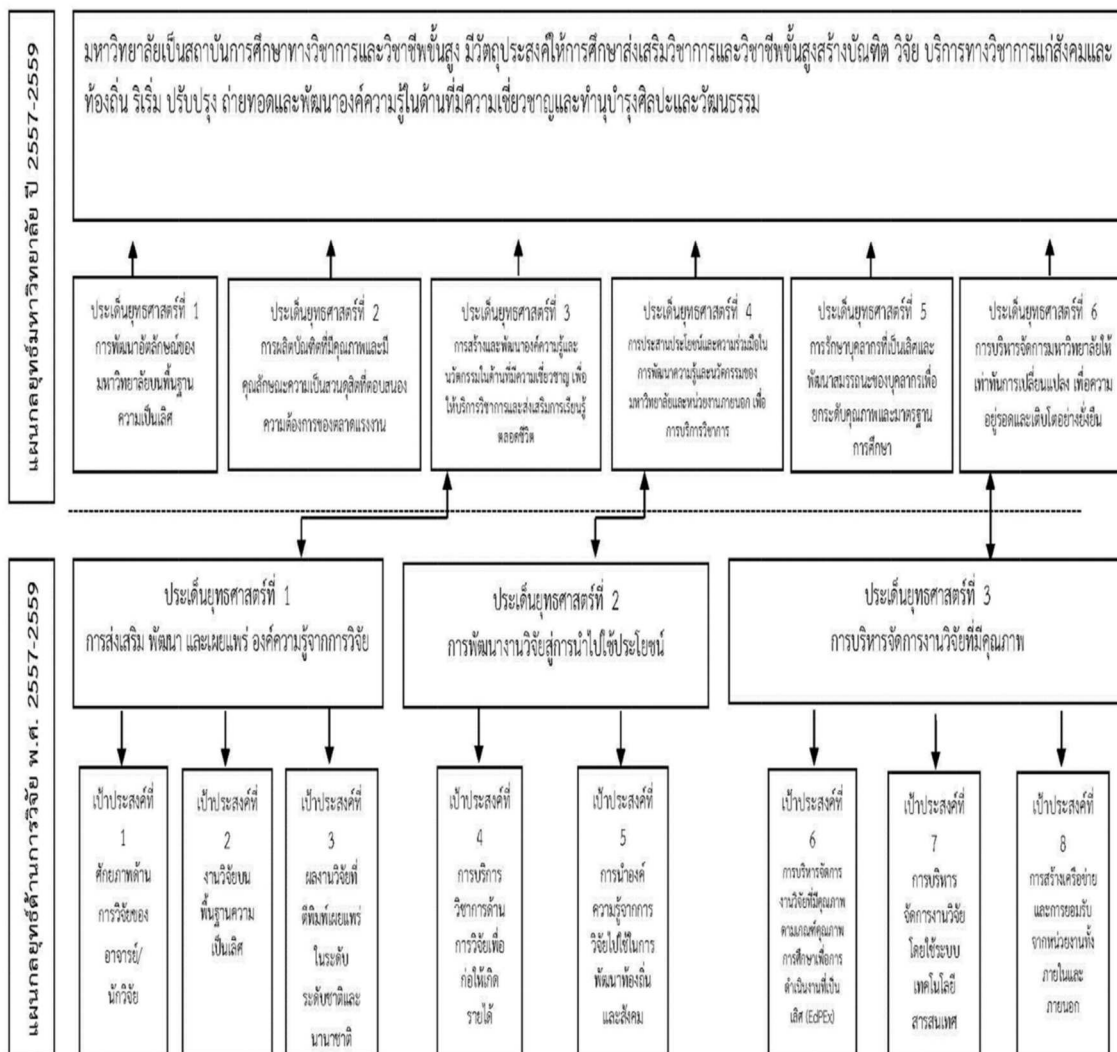 แผนกลยุทธ์มหาวิทยาลัย ปี 2557-2559
มหาวิทยาลัยเป็นสถาบันการศึกษาทางวิชาการและวิชาชีพชั้นสูง มีวัตถุประสงค์ให้การศึกษาส่งเสริมวิชาการและวิชาชีพชั้นสูงสร้างบัณฑิต วิจัย บริการทางวิชาการแก่สังคมและ
ท้องถิ่น ริเริ่ม ปรับปรุง ถ่ายทอดและพัฒนาองค์ความรู้ในด้านที่มีความเชี่ยวชาญและทำนุบำรุงศิลปะและวัฒนธรรม
ประเด็นยุทธศาสตร์ที่ 1
การพัฒนาอัตลักษณ์ของ
มหาวิทยาลัยบนพื้นฐาน
ความเป็นเลิศ
ประเด็นยุทธศาสตร์ที่ 2
การผลิตบัณฑิตที่มีคุณภาพและมี
คุณลักษณะความเป็นสวนดุสิตที่ตอบสนอง
ความต้องการของตลาดแรงงาน
ประเด็นยุทธศาสตร์ที่ 3
การสร้างและพัฒนาองค์ความรู้และ
นวัตกรรมในด้านที่มีความเชี่ยวชาญ เพื่อ
ให้บริการวิชาการและส่งเสริมการเรียนรู้
ตลอดชีวิต
ประเด็นยุทธศาสตร์ที่ 4
การประสานประโยชน์และความร่วมมือใน
การพัฒนาความรู้และนวัตกรรมของ
มหาวิทยาลัยและหน่วยงานภายนอก เพื่อ
การบริการวิชาการ
ประเด็นยุทธศาสตร์ที่ 5
การรักษาบุคลากรที่เป็นเลิศและ
พัฒนาสมรรถนะของบุคลากรเพื่อ
ยกระดับคุณภาพและมาตรฐาน
การศึกษา
ประเด็นยุทธศาสตร์ที่ 6
การบริหารจัดการมหาวิทยาลัยให้
เท่าทันการเปลี่ยนแปลง เพื่อความ
อยู่รอดและเติบโตอย่างยั่งยืน
แผนกลยุทธ์ด้านการวิจัย พ.ศ. 2557-2559
ประเด็นยุทธศาสตร์ที่ 1
การส่งเสริม พัฒนา และเผยแพร่ องค์ความรู้จากการวิจัย
ประเด็นยุทธศาสตร์ที่ 2
การพัฒนางานวิจัยสู่การนำไปใช้ประโยชน์
ประเด็นยุทธศาสตร์ที่ 3
การบริหารจัดการงานวิจัยที่มีคุณภาพ
เป้าประสงค์ที่
1
ศักยภาพด้าน
การวิจัยของ
อาจารย์/
นักวิจัย
เป้าประสงค์ที่
2
งานวิจัยบน
พื้นฐานความ
เป็นเลิศ
เป้าประสงค์ที่
3
ผลงานวิจัยที่
ตีพิมพ์เผยแพร่
ในระดับ
ระดับชาติและ
นานาชาติ
เป้าประสงค์ที่
4
การบริการ
วิชาการด้าน
การวิจัยเพื่อ
ก่อให้เกิด
รายได้
เป้าประสงค์ที่
5
การนำองค์
ความรู้จากการ
วิจัยไปใช้ในการ
พัฒนาท้องถิ่น
และสังคม
เป้าประสงค์ที่
6
การบริหารจัดการ
งานวิจัยที่มีคุณภาพ
ตามเกณฑ์คุณภาพ
การศึกษาเพื่อการ
ดำเนินงานที่เป็น
เลิศ (EdPEx)
เป้าประสงค์ที่
7
การบริหาร
จัดการงานวิจัย
โดยใช้ระบบ
เทคโนโลยี
สารสนเทศ
เป้าประสงค์ที่
8
การสร้างเครือข่าย
และการยอมรับ
จากหน่วยงานทั้ง
ภายในและ
ภายนอก